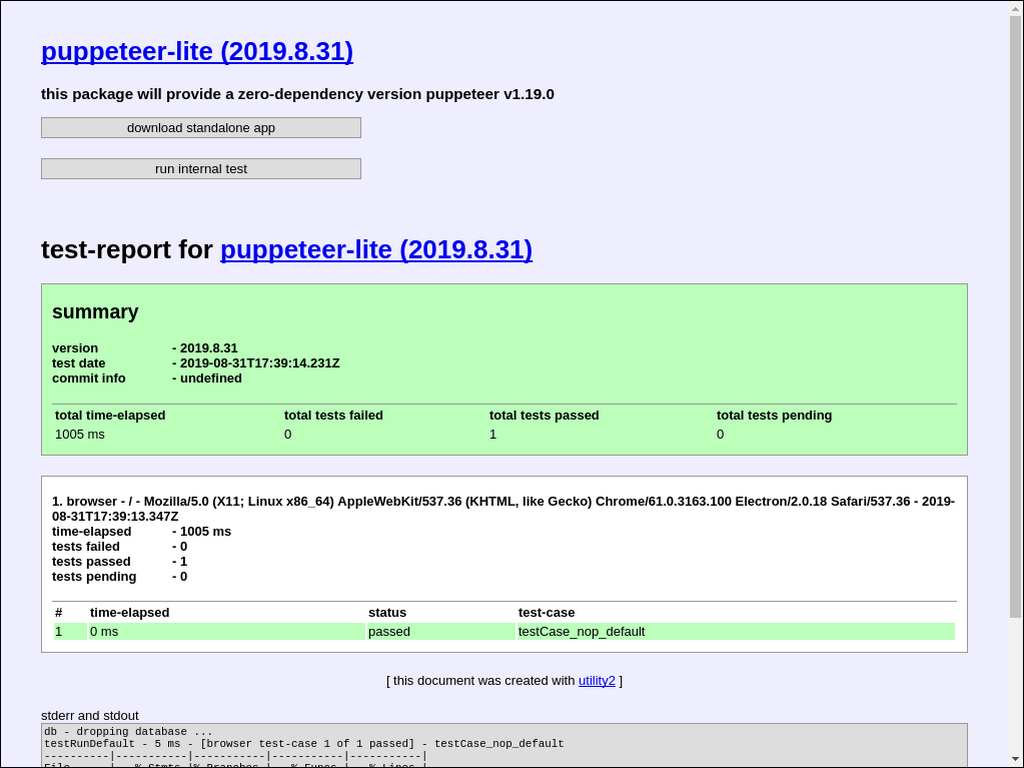 puppeteer-lite (2019.8.31)
this package will provide a zero-dependency version puppeteer v1.19.0
download standalone app
run internal test
test-report for puppeteer-lite (2019.8.31)
summary
version - 2019.8.31
test date - 2019-08-31T17:39:14.231Z
commit info - undefined
total time-elapsed total tests failed total tests passed total tests pending
1005 ms 0 1 0
1. browser - / - Mozilla/5.0 (X11; Linux x86_64) AppleWebKit/537.36 (KHTML, like Gecko) Chrome/61.0.3163.100 Electron/2.0.18 Safari/537.36 - 2019-
08-31T17:39:13.347Z
time-elapsed - 1005 ms
tests failed - 0
tests passed - 1
tests pending - 0
# time-elapsed status test-case
1 0 ms passed testCase_nop_default
[ this document was created with utility2 ]
stderr and stdout
db - dropping database ...
testRunDefault - 5 ms - [browser test-case 1 of 1 passed] - testCase_nop_default
----------|-----------|-----------|-----------|-----------|
File | % Stmts |% Branches | % Funcs | % Lines |